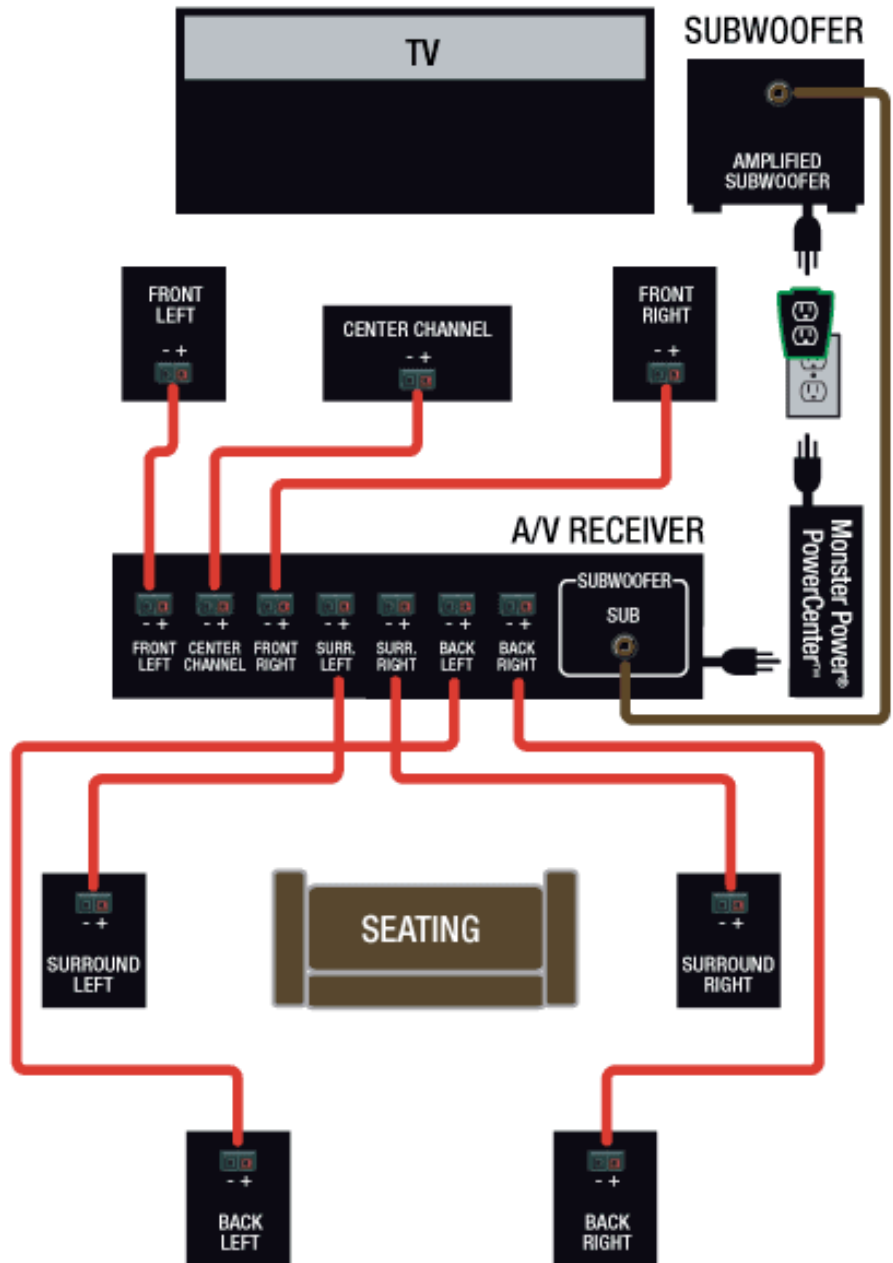 TV
SUBWOOFER
AMPLIFIED
SUBWOOFER
FRONT
LEFT
- +
CENTER CHANNEL
- +
FRONT
RIGHT
- +
A/V RECEIVER
Monster Power®
PowerCenter™
- +
FRONT
LEFT
- +
CENTER
CHANNEL
- +
FRONT
RIGHT
- +
SURR.
LEFT
- +
SURR.
RIGHT
- +
BACK
LEFT
- +
BACK
RIGHT
SUBWOOFER
SUB
- +
SURROUND
LEFT
SEATING
- +
SURROUND
RIGHT
- +
BACK
LEFT
- +
BACK
RIGHT